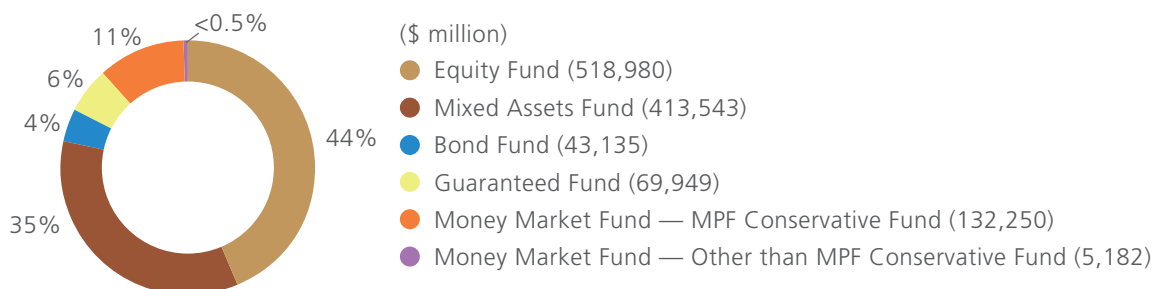 <0.5%
11%
6%
4%
44%
35%
($ million)
Equity Fund (518,980)
Mixed Assets Fund (413,543)
Bond Fund (43,135)
Guaranteed Fund (69,949)
Money Market Fund — MPF Conservative Fund (132,250)
Money Market Fund — Other than MPF Conservative Fund (5,182)